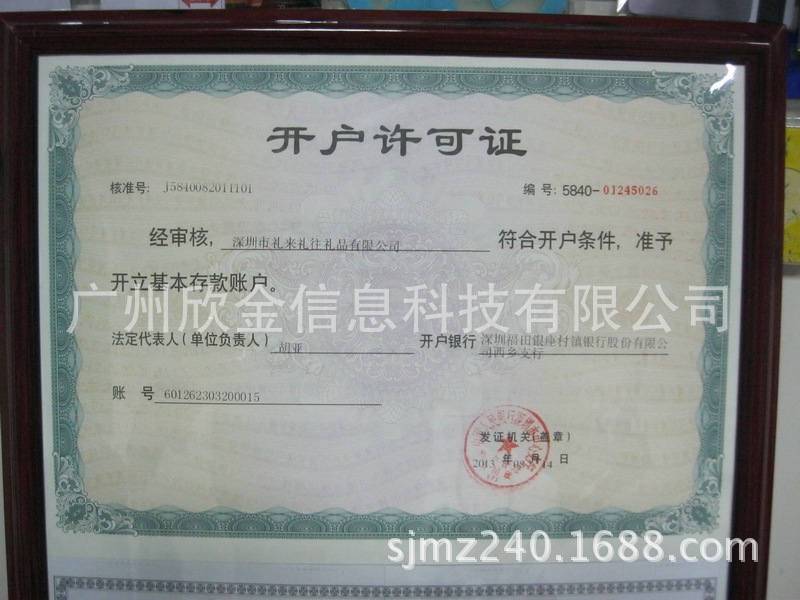 开户许可证
核准号: J5840082011101 编号: 5840-01245026
经审核, 深圳市礼来礼往礼品有限公司 符合开户条件, 准予
开立基本存款账户。
广州欣金信息科技有限公司
法定代表人(单位负责人) 胡亚 开户银行 深圳福田银座村镇银行股份有限公
司西乡支行
账 号 601262303200015
发证机关(盖章)
2013 年 08 月 14 日
sjmz240.1688.com